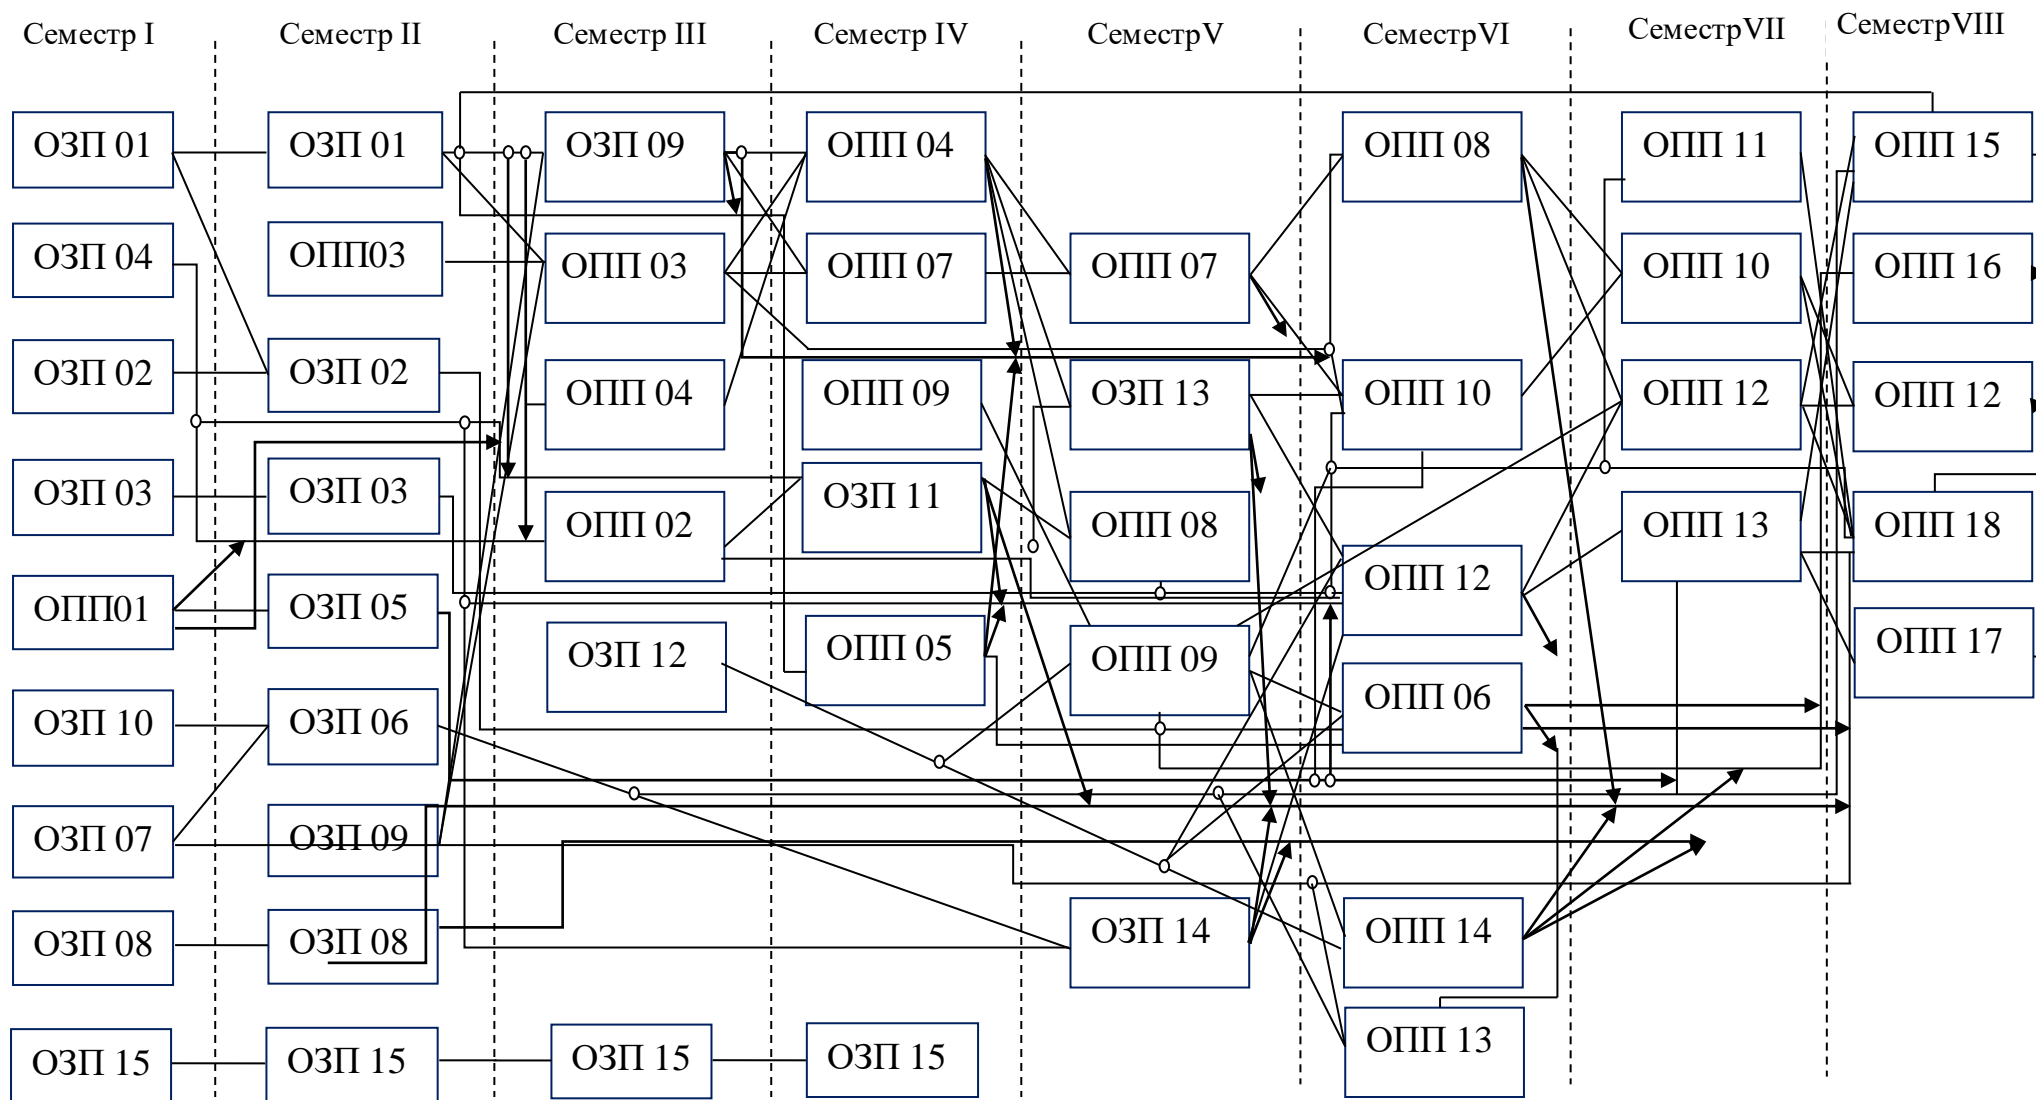 Семестр I
Семестр II
Семестр III
Семестр IV
СеместрV
СеместрVI
СеместрVII
СеместрVIII
ОЗП 01
ОЗП 04
ОЗП 02
ОЗП 03
ОПП01
ОЗП 10
ОЗП 07
ОЗП 08
ОЗП 15
ОЗП 01
ОПП03
ОЗП 02
ОЗП 03
ОЗП 05
ОЗП 06
ОЗП 09
ОЗП 08
ОЗП 15
ОЗП 09
ОПП 03
ОПП 04
ОПП 02
ОЗП 12
ОЗП 15
ОПП 04
ОПП 07
ОПП 09
ОЗП 11
ОПП 05
ОЗП 15
ОПП 07
ОЗП 13
ОПП 08
ОПП 09
ОЗП 14
ОПП 08
ОПП 10
ОПП 12
ОПП 06
ОПП 14
ОПП 13
ОПП 11
ОПП 10
ОПП 12
ОПП 13
ОПП 15
ОПП 16
ОПП 12
ОПП 18
ОПП 17